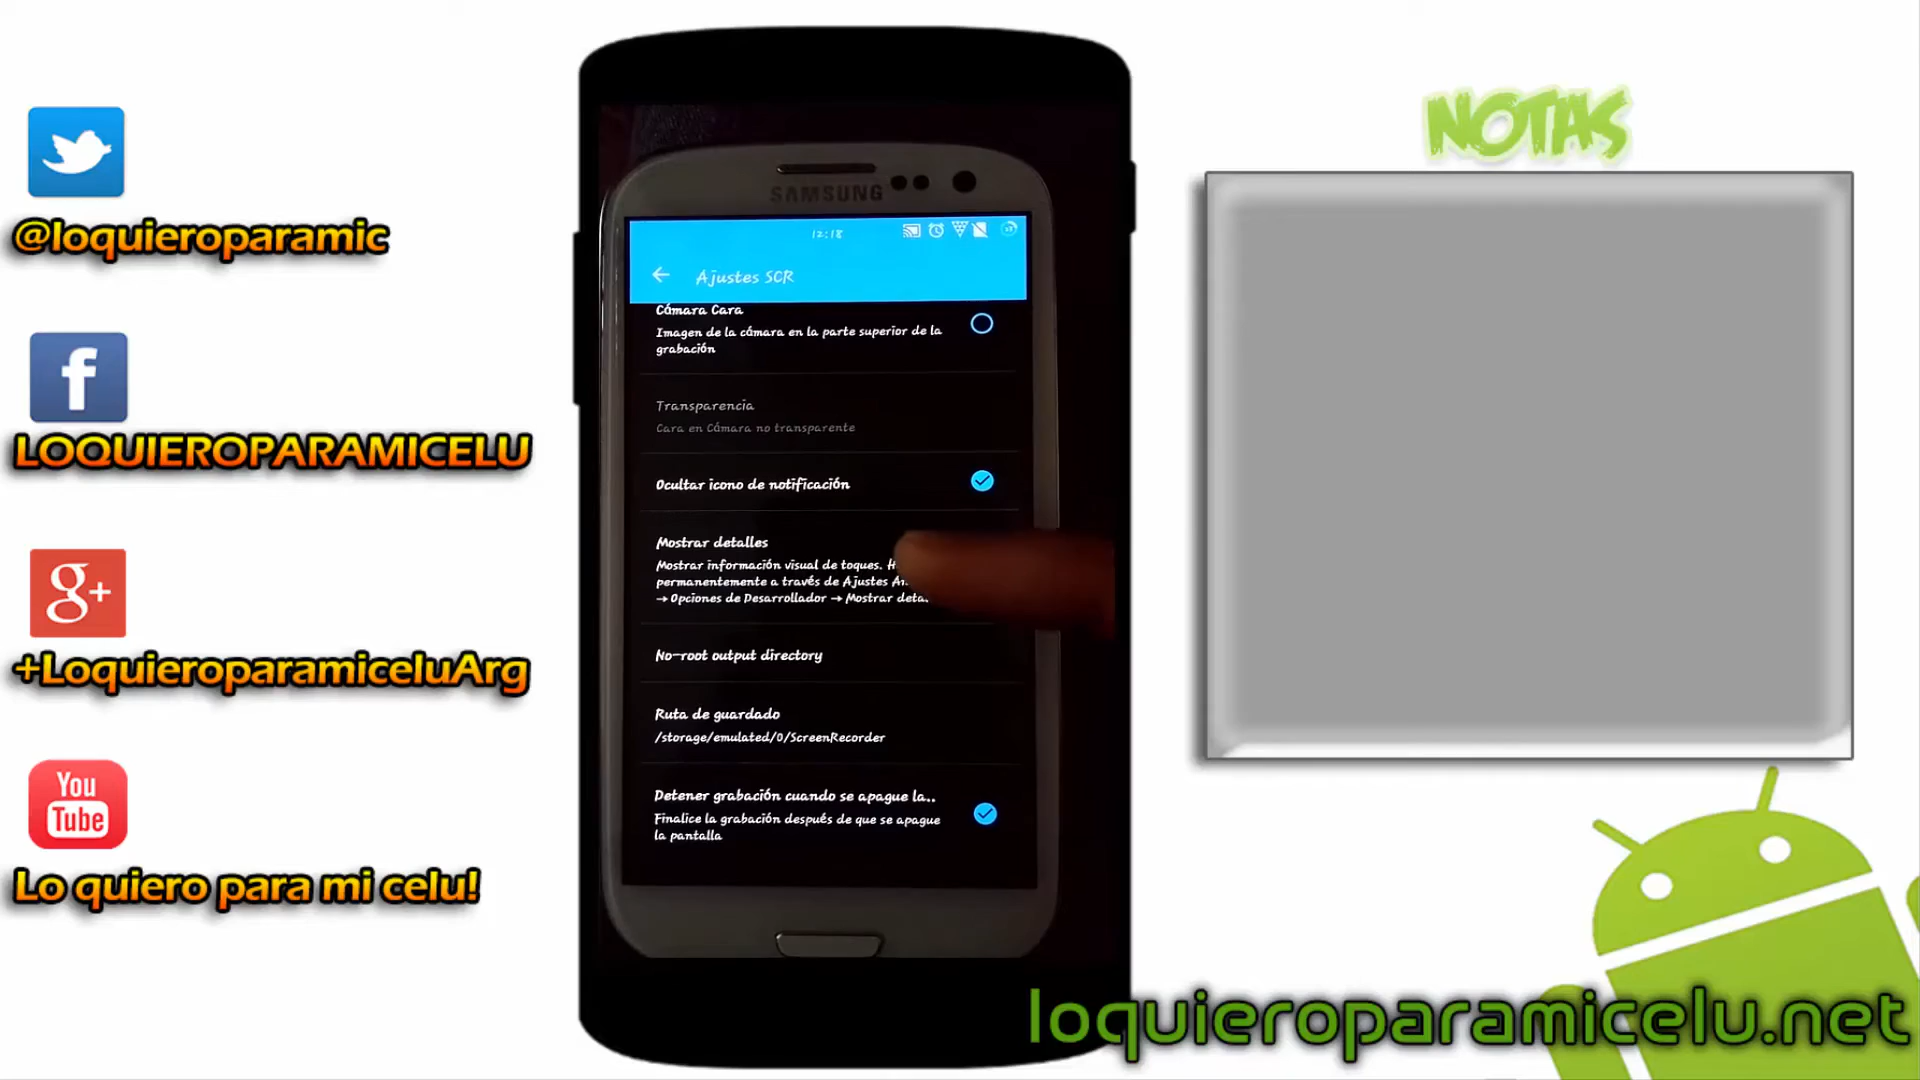 @loquieroparamic
f
LOQUIEROPARAMICELU
g+
+LoquieroparamiceluArg
You
Tube
Lo quiero para mi celu!
SAMSUNG
12:18
Ajustes SCR
Cámara Cara
Imagen de la cámara en la parte superior de la
grabación
Transparencia
Cara en Cámara no transparente
Ocultar icono de notificación
Mostrar detalles
Mostrar información visual de toques.
permanentemente a través de Ajustes
→ Opciones de Desarrollador → Mostrar
No-root output directory
Ruta de guardado
/storage/emulated/0/ScreenRecorder
Detener grabación cuando se apague la..
Finalice la grabación después de que se apague
la pantalla
NOTAS
loquieroparamicelu.net